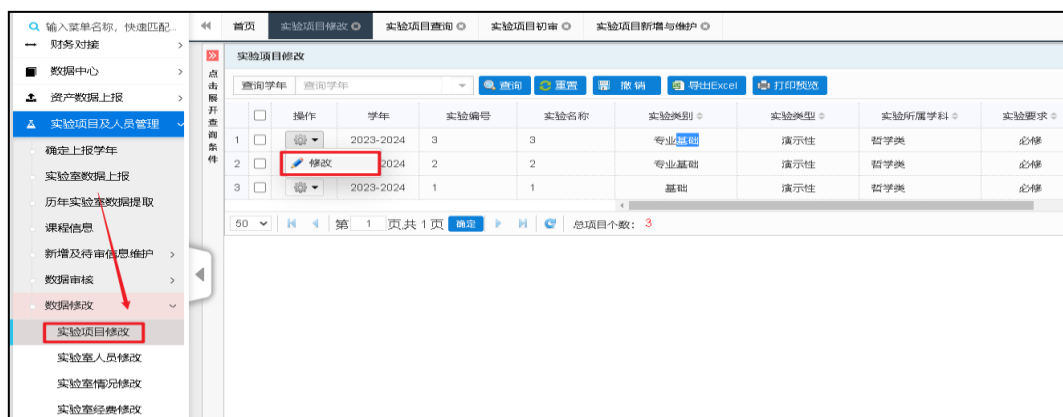 输入菜单名称，快速匹配...
财务对接
数据中心
资产数据上报
实验项目及人员管理
确定上报学年
实验室数据上报
历年实验室数据提取
课程信息
新增及待审信息维护
数据审核
数据修改
实验项目修改
实验室人员修改
实验室情况修改
实验室经费修改
首页 实验项目修改 实验项目查询 实验项目初审 实验项目新增与维护
点击展开查询条件
实验项目修改
查询学年 查询学年 查询 重置 撤销 导出Excel 打印预览
操作 学年 实验编号 实验名称 实验类别 实验类型 实验所属学科 实验要求
1 2023-2024 3 3 专业基础 演示性 哲学类 必修
2 2024 2 2 专业基础 演示性 哲学类 必修
修改
3 2023-2024 1 1 基础 演示性 哲学类 必修
50 第 1 页,共 1 页 确定 总项目个数： 3